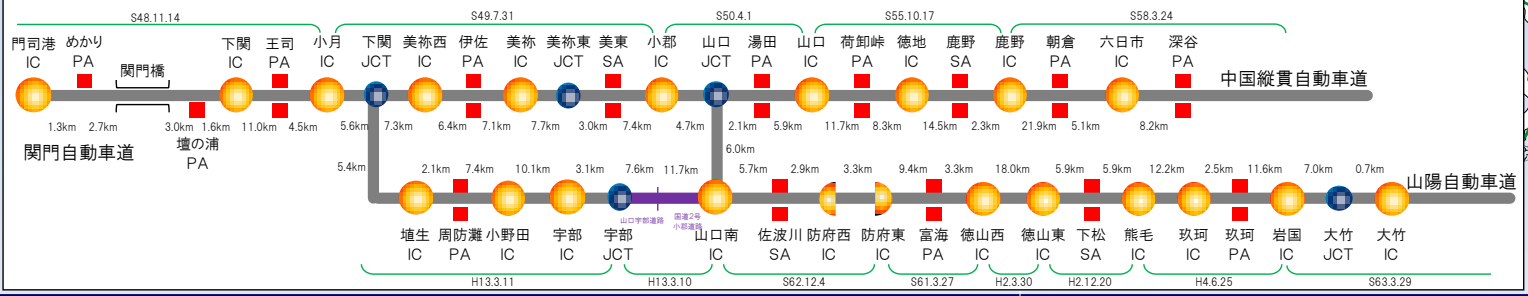 S48.11.14 S49.7.31 S50.4.1 S55.10.17 S58.3.24
門司港 めかり 下関 王司 小月 下関 美祢西 伊佐 美祢 美祢東 美東 小郡 山口 湯田 山口 荷卸峠 徳地 鹿野 鹿野 朝倉 六日市 深谷
IC PA IC PA IC JCT IC PA IC JCT SA IC JCT PA IC PA IC SA IC PA IC PA
関門橋
中国縦貫自動車道
1.3km 2.7km 3.0km 1.6km 11.0km 4.5km 5.6km 7.3km 6.4km 7.1km 7.7km 3.0km 7.4km 4.7km 2.1km 5.9km 11.7km 8.3km 14.5km 2.3km 21.9km 5.1km 8.2km
関門自動車道
壇の浦
PA
6.0km
5.4km 2.1km 7.4km 10.1km 3.1km 7.6km 11.7km 5.7km 2.9km 3.3km 9.4km 3.3km 18.0km 5.9km 5.9km 12.2km 2.5km 11.6km 7.0km 0.7km
山陽自動車道
山口宇部道路
国道2号
小郡道路
埴生 周防灘 小野田 宇部 宇部 山口南 佐波川 防府西 防府東 富海 徳山西 徳山東 下松 熊毛 玖珂 玖珂 岩国 大竹 大竹
IC PA IC IC JCT IC SA IC IC PA IC IC SA IC IC PA IC JCT IC
H13.3.11 H13.3.10 S62.12.4 S61.3.27 H2.3.30 H2.12.20 H4.6.25 S63.3.29